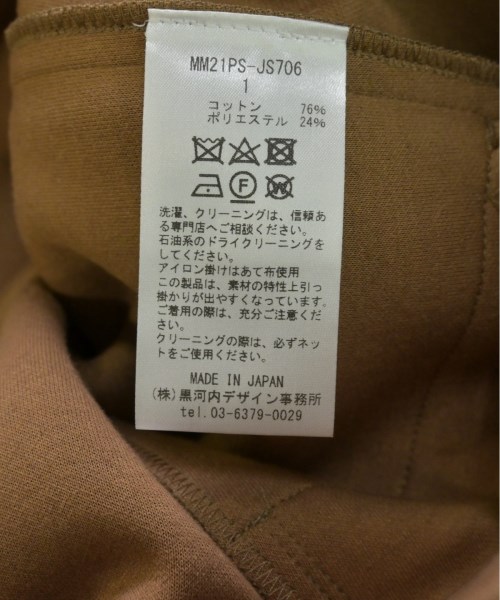 MM21PS-JS706
1
コットン 76%
ポリエステル 24%
F
W
洗濯、クリーニングは、信頼あ
る専門店へご相談ください。
石油系のドライクリーニングを
してください。
アイロン掛けはあて布使用
この製品は、素材の特性上引っ
掛かりが出やすくなっています。
ご着用の際は、充分ご注意くだ
さい。
クリーニングの際は、必ずネッ
トをご使用ください。
MADE IN JAPAN
(株)黒河内デザイン事務所
tel.03-6379-0029